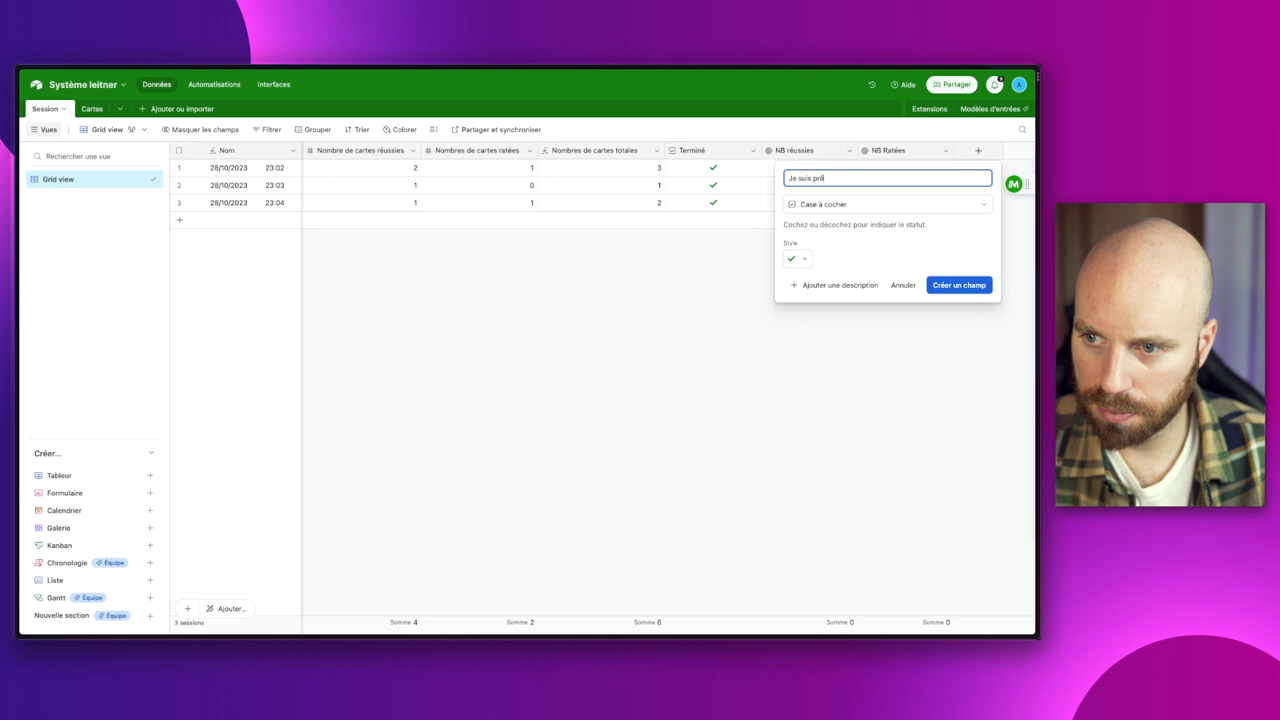 Système leitner
Données
Automatisations
Interfaces
Aide
Partager
A
Session
Cartes
Ajouter ou importer
Extensions
Modèles d'entrées
Vues
Grid view
Masquer les champs
Filtrer
Grouper
Trier
Colorer
Partager et synchroniser
Rechercher une vue
Grid view
Nom
Nombre de cartes réussies
Nombres de cartes ratées
Nombres de cartes totales
Terminé
NB réussies
NB Ratées
1 28/10/2023 23:02 2 1 3
2 28/10/2023 23:03 1 0 1
3 28/10/2023 23:04 1 1 2
Je suis prê
Case à cocher
Cochez ou décochez pour indiquer le statut.
Style
Ajouter une description
Annuler
Créer un champ
Créer...
Tableur
Formulaire
Calendrier
Galerie
Kanban
Chronologie Équipe
Liste
Gantt Équipe
Nouvelle section Équipe
Ajouter...
3 sessions
Somme 4
Somme 2
Somme 6
Somme 0
Somme 0